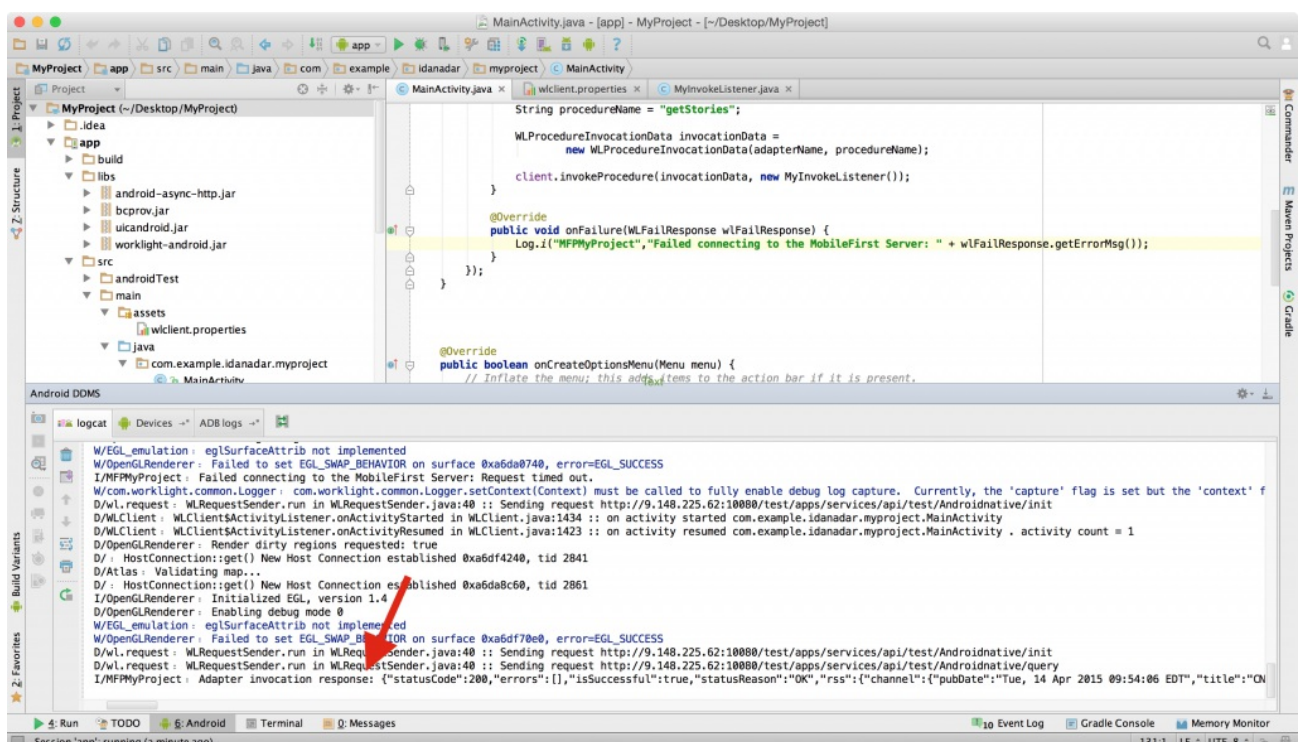 MainActivity.java - [app] - MyProject - [~/Desktop/MyProject]
app
MyProject app src main java com example idanadar myproject MainActivity
Project
MainActivity.java × wlclient.properties × MyInvokeListener.java ×
1: Project
Z: Structure
Build Variants
2: Favorites
MyProject (~/Desktop/MyProject)
.idea
app
build
libs
android-async-http.jar
bcprov.jar
uicandroid.jar
worklight-android.jar
src
androidTest
main
assets
wlclient.properties
java
com.example.idanadar.myproject
MainActivity
String procedureName = "getStories";
WLProcedureInvocationData invocationData =
new WLProcedureInvocationData(adapterName, procedureName);
client.invokeProcedure(invocationData, new MyInvokeListener());
}
@Override
public void onFailure(WLFailResponse wlFailResponse) {
Log.i("MFPMyProject","Failed connecting to the MobileFirst Server: " + wlFailResponse.getErrorMsg());
}
});
}
@Override
public boolean onCreateOptionsMenu(Menu menu) {
// Inflate the menu; this adds items to the action bar if it is present.
Text
Commander
Maven Projects
Gradle
Android DDMS
logcat Devices ADB logs
W/EGL_emulation﹕ eglSurfaceAttrib not implemented
W/OpenGLRenderer﹕ Failed to set EGL_SWAP_BEHAVIOR on surface 0xa6da0740, error=EGL_SUCCESS
I/MFPMyProject﹕ Failed connecting to the MobileFirst Server: Request timed out.
W/com.worklight.common.Logger﹕ com.worklight.common.Logger.setContext(Context) must be called to fully enable debug log capture. Currently, the 'capture' flag is set but the 'context' f
D/wl.request﹕ WLRequestSender.run in WLRequestSender.java:40 :: Sending request http://9.148.225.62:10080/test/apps/services/api/test/Androidnative/init
D/WLClient﹕ WLClient$ActivityListener.onActivityStarted in WLClient.java:1434 :: on activity started com.example.idanadar.myproject.MainActivity
D/WLClient﹕ WLClient$ActivityListener.onActivityResumed in WLClient.java:1423 :: on activity resumed com.example.idanadar.myproject.MainActivity . activity count = 1
D/OpenGLRenderer﹕ Render dirty regions requested: true
D/﹕ HostConnection::get() New Host Connection established 0xa6df4240, tid 2841
D/Atlas﹕ Validating map...
D/﹕ HostConnection::get() New Host Connection established 0xa6da8c60, tid 2861
I/OpenGLRenderer﹕ Initialized EGL, version 1.4
D/OpenGLRenderer﹕ Enabling debug mode 0
W/EGL_emulation﹕ eglSurfaceAttrib not implemented
W/OpenGLRenderer﹕ Failed to set EGL_SWAP_BEHAVIOR on surface 0xa6df70e0, error=EGL_SUCCESS
D/wl.request﹕ WLRequestSender.run in WLRequestSender.java:40 :: Sending request http://9.148.225.62:10080/test/apps/services/api/test/Androidnative/init
D/wl.request﹕ WLRequestSender.run in WLRequestSender.java:40 :: Sending request http://9.148.225.62:10080/test/apps/services/api/test/Androidnative/query
I/MFPMyProject﹕ Adapter invocation response: {"statusCode":200,"errors":[],"isSuccessful":true,"statusReason":"OK","rss":{"channel":{"pubDate":"Tue, 14 Apr 2015 09:54:06 EDT","title":"CN
4: Run TODO 6: Android Terminal 0: Messages 10 Event Log Gradle Console Memory Monitor
Session 'app': running (a minute ago) 131:1 LF UTF-8